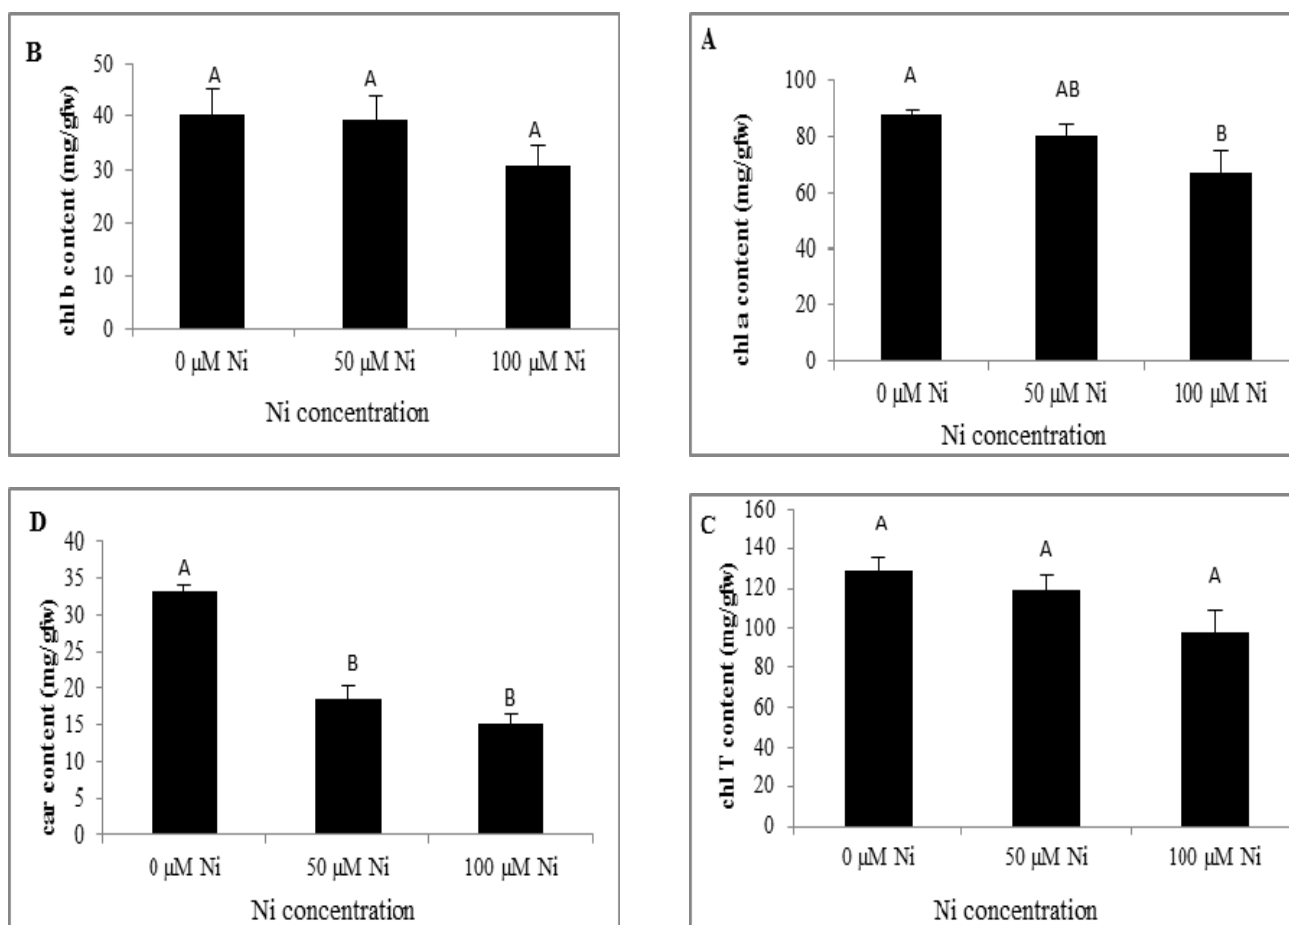 B
chl b content (mg/gfw)
50
40
30
20
10
0
A
A
A
0 µM Ni
50 µM Ni
100 µM Ni
Ni concentration
A
chl a content (mg/gfw)
100
80
60
40
20
0
A
AB
B
0 µM Ni
50 µM Ni
100 µM Ni
Ni concentration
D
car content (mg/gfw)
40
35
30
25
20
15
10
5
0
A
B
B
0 µM Ni
50 µM Ni
100 µM Ni
Ni concentration
C
chl T content (mg/gfw)
160
140
120
100
80
60
40
20
0
A
A
A
0 µM Ni
50 µM Ni
100 µM Ni
Ni concentration